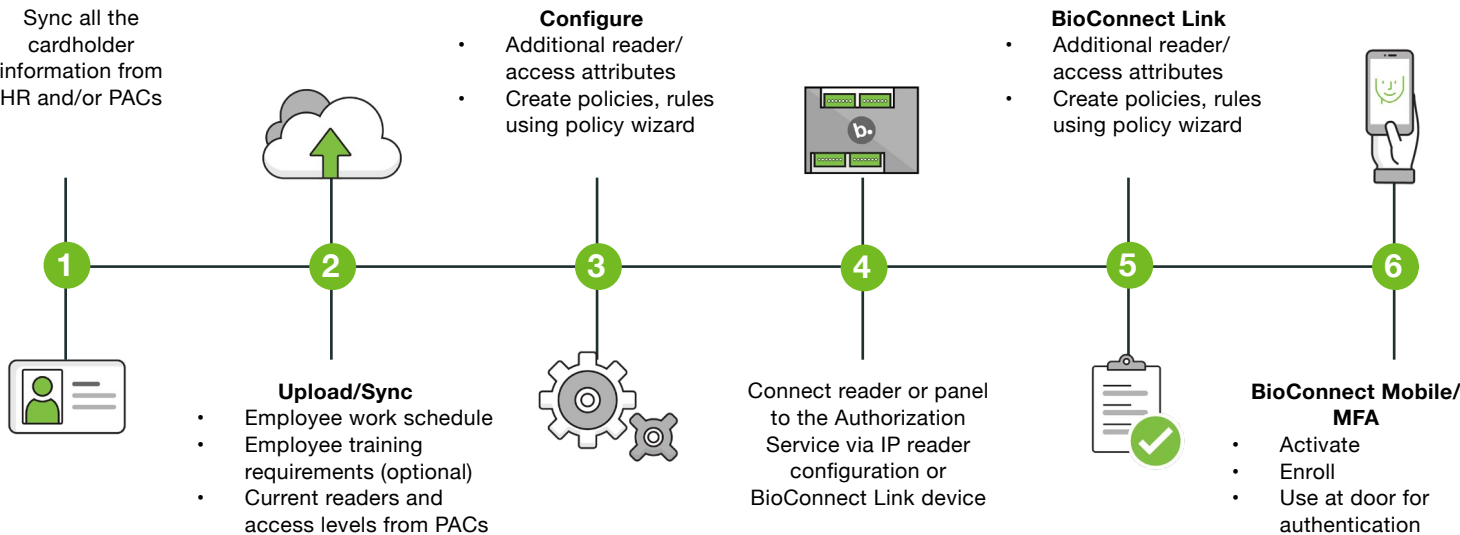 Sync all the
cardholder
information from
HR and/or PACs
1
2
Upload/Sync
• Employee work schedule
• Employee training
requirements (optional)
• Current readers and
access levels from PACs
Configure
• Additional reader/
access attributes
• Create policies, rules
using policy wizard
3
b.
4
Connect reader or panel
to the Authorization
Service via IP reader
configuration or
BioConnect Link device
BioConnect Link
• Additional reader/
access attributes
• Create policies, rules
using policy wizard
5
6
BioConnect Mobile/
MFA
• Activate
• Enroll
• Use at door for
authentication